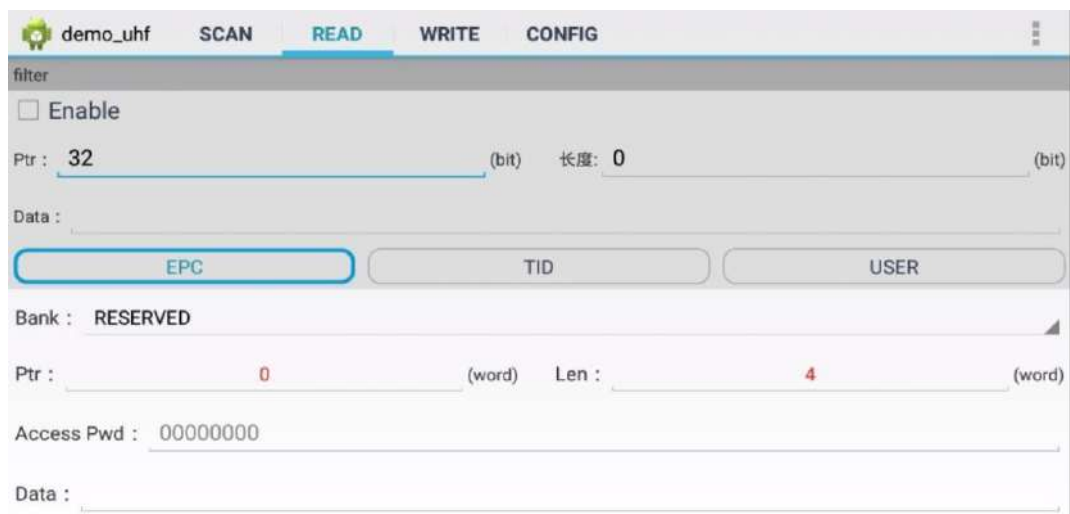 demo_uhf SCAN READ WRITE CONFIG
filter
Enable
Ptr : 32 (bit) 长度: 0 (bit)
Data :
EPC TID USER
Bank : RESERVED
Ptr : 0 (word) Len : 4 (word)
Access Pwd : 00000000
Data :